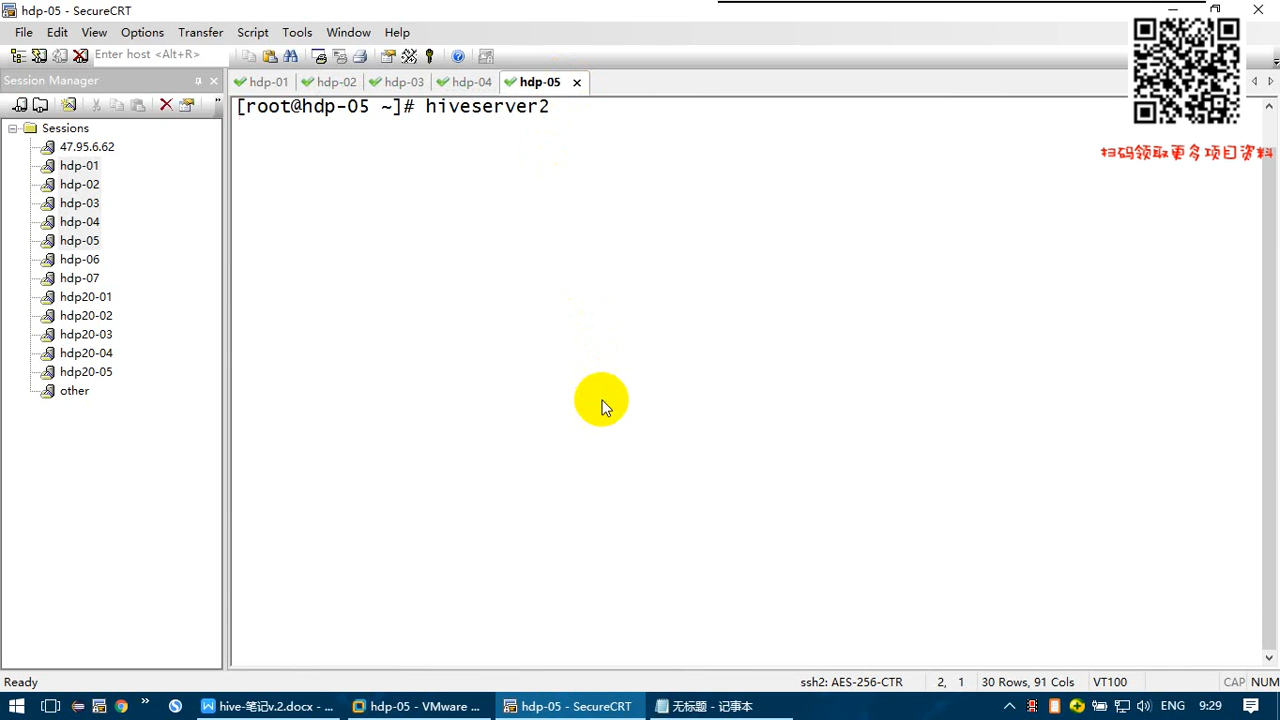 hdp-05 - SecureCRT
File Edit View Options Transfer Script Tools Window Help
Enter host <Alt+R>
Session Manager
hdp-01 hdp-02 hdp-03 hdp-04 hdp-05
[root@hdp-05 ~]# hiveserver2
扫码领取更多项目资料
Sessions
47.95.6.62
hdp-01
hdp-02
hdp-03
hdp-04
hdp-05
hdp-06
hdp-07
hdp20-01
hdp20-02
hdp20-03
hdp20-04
hdp20-05
other
Ready ssh2: AES-256-CTR 2, 1 30 Rows, 91 Cols VT100 CAP NUM
hive-笔记v.2.docx - ... hdp-05 - VMware ... hdp-05 - SecureCRT 无标题 - 记事本 ENG 9:29